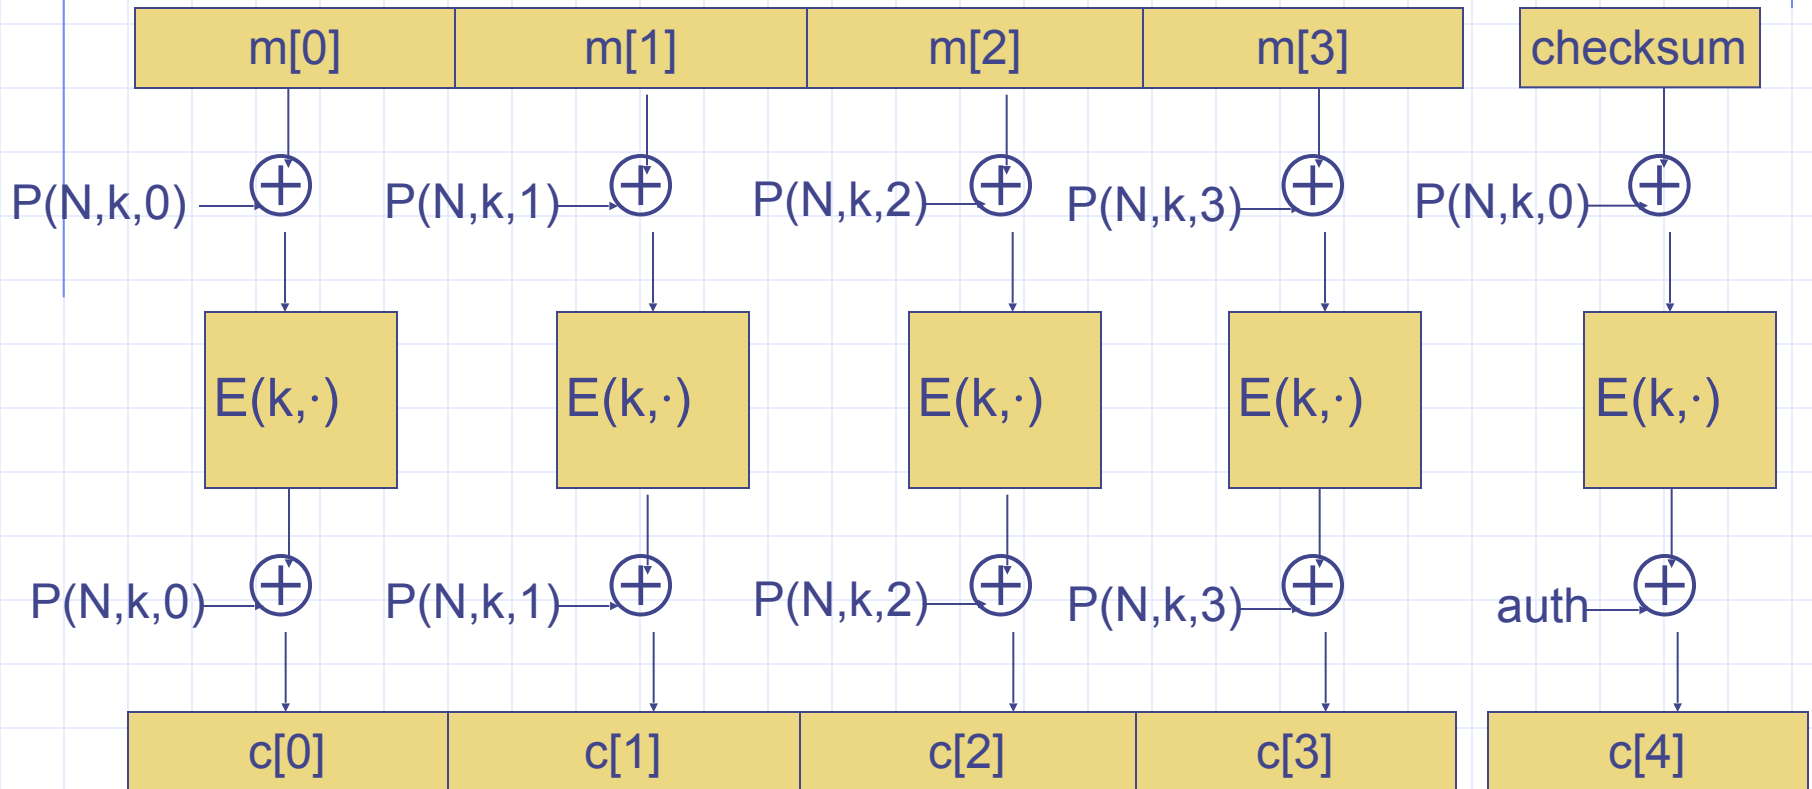 m[0] m[1] m[2] m[3] checksum
P(N,k,0) P(N,k,1) P(N,k,2) P(N,k,3) P(N,k,0)
E(k,·) E(k,·) E(k,·) E(k,·) E(k,·)
P(N,k,0) P(N,k,1) P(N,k,2) P(N,k,3) auth
c[0] c[1] c[2] c[3] c[4]